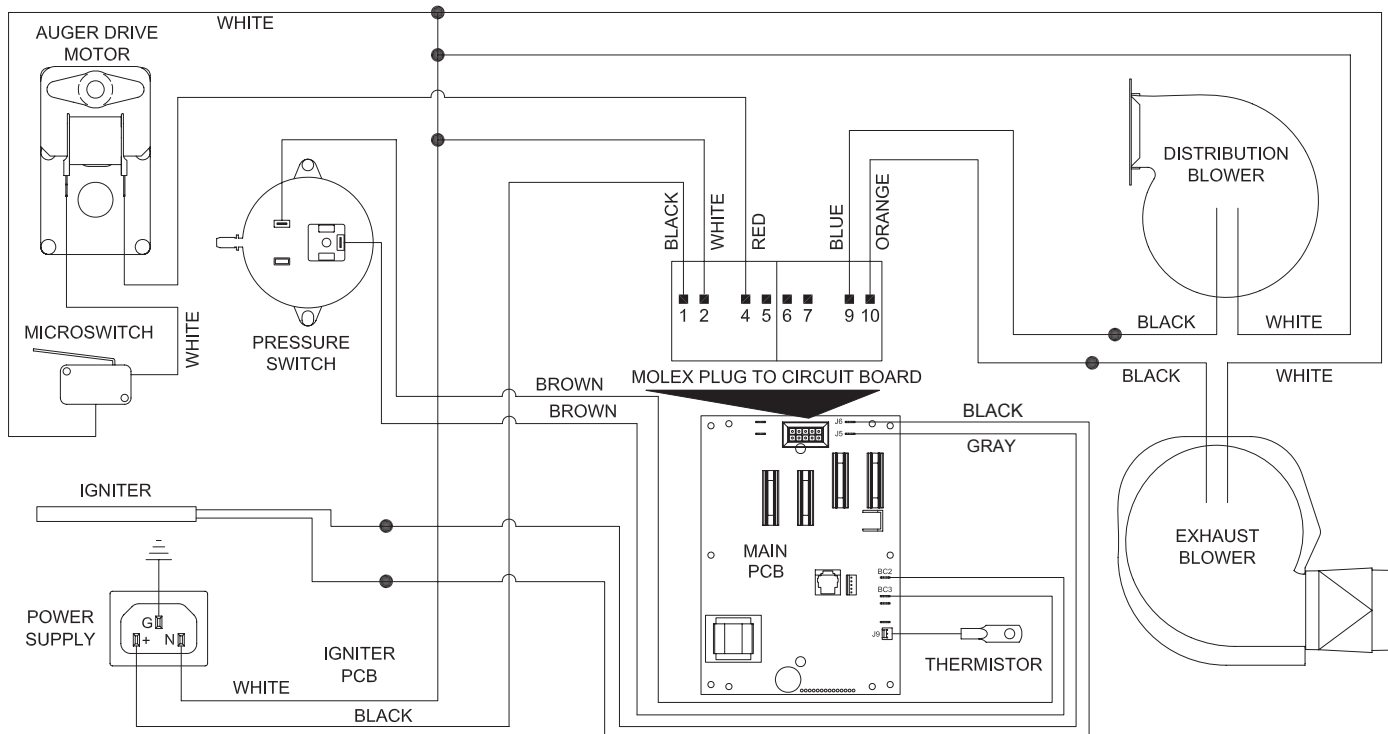 WHITE
AUGER DRIVE
MOTOR
MICROSWITCH
WHITE
PRESSURE
SWITCH
BLACK
WHITE
RED
BLUE
ORANGE
1 2 4 5 6 7 9 10
MOLEX PLUG TO CIRCUIT BOARD
DISTRIBUTION
BLOWER
BLACK
WHITE
BLACK
WHITE
BROWN
BROWN
BLACK
GRAY
J6
J5
IGNITER
MAIN
PCB
BC2
BC3
J9
THERMISTOR
EXHAUST
BLOWER
POWER
SUPPLY
G
+ N
IGNITER
PCB
WHITE
BLACK